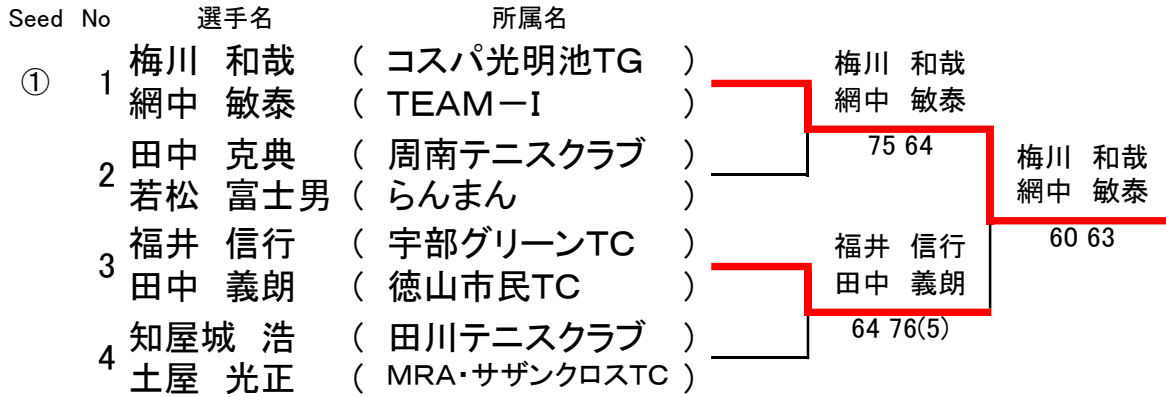 Seed No 選手名 所属名
① 1 梅川 和哉 ( コスパ光明池TG )
網中 敏泰 ( TEAM-I )
2 田中 克典 ( 周南テニスクラブ )
若松 富士男 ( らんまん )
3 福井 信行 ( 宇部グリーンTC )
田中 義朗 ( 徳山市民TC )
4 知屋城 浩 ( 田川テニスクラブ )
土屋 光正 ( MRA・サザンクロスTC )
梅川 和哉
網中 敏泰
75 64
福井 信行
田中 義朗
64 76(5)
梅川 和哉
網中 敏泰
60 63